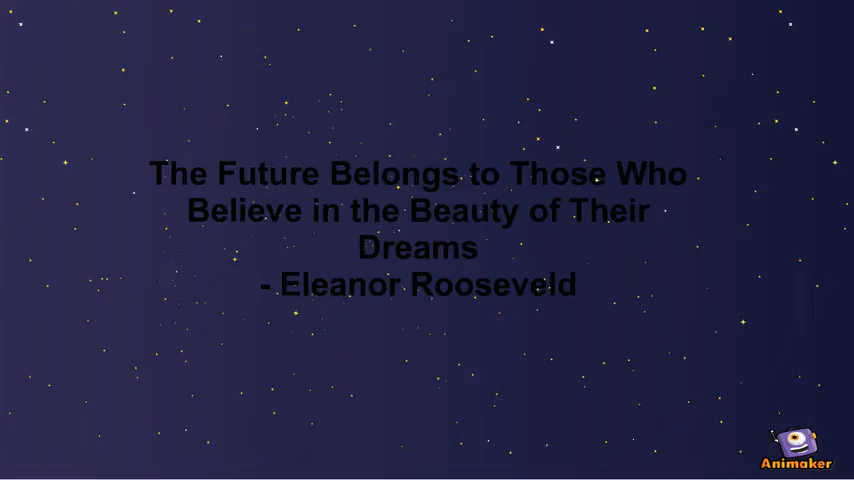 The Future Belongs to Those Who
Believe in the Beauty of Their
Dreams
- Eleanor Rooseveld
Animaker